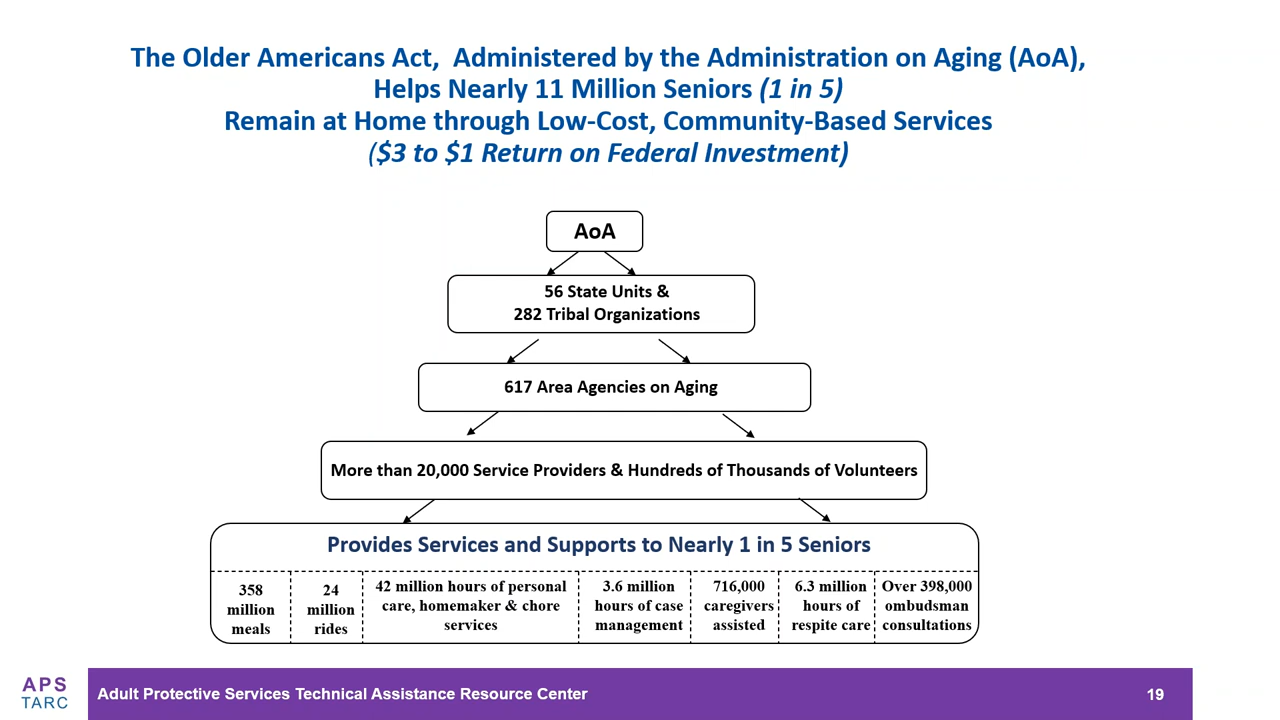 The Older Americans Act,  Administered by the Administration on Aging (AoA),
Helps Nearly 11 Million Seniors (1 in 5)
Remain at Home through Low-Cost, Community-Based Services
($3 to $1 Return on Federal Investment)
AoA
56 State Units &
282 Tribal Organizations
617 Area Agencies on Aging
More than 20,000 Service Providers & Hundreds of Thousands of Volunteers
Provides Services and Supports to Nearly 1 in 5 Seniors
358
million
meals
24
million
rides
42 million hours of personal
care, homemaker & chore
services
3.6 million
hours of case
management
716,000
caregivers
assisted
6.3 million
hours of
respite care
Over 398,000
ombudsman
consultations
APS
TARC
Adult Protective Services Technical Assistance Resource Center
19